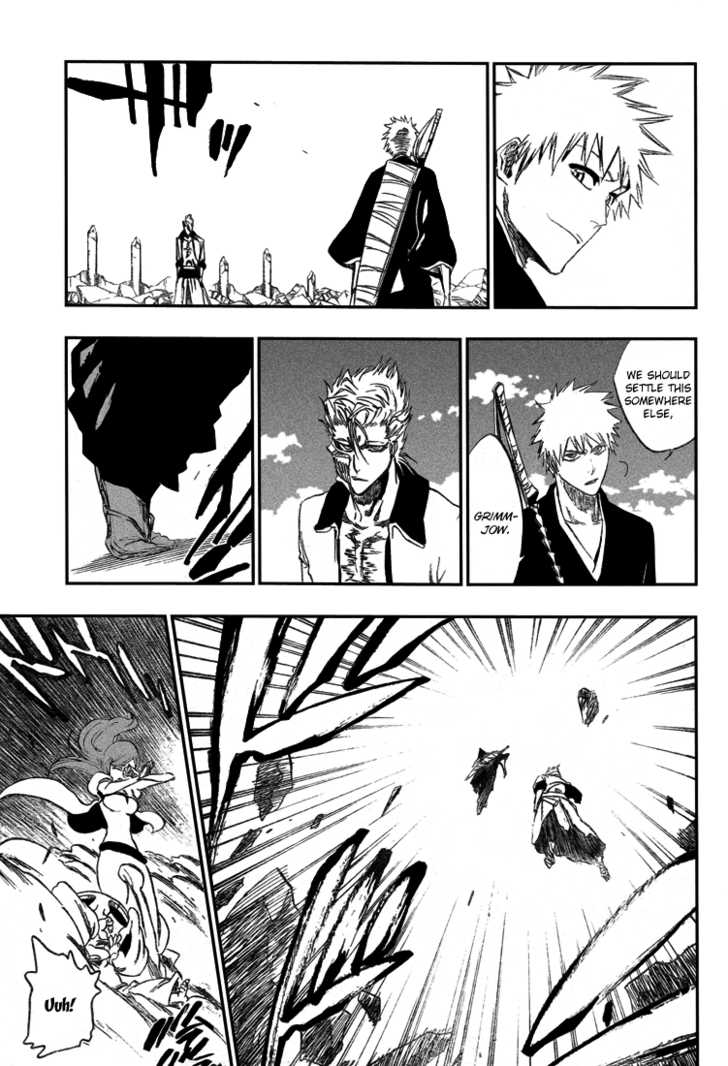 WE SHOULD
SETTLE THIS
SOMEWHERE
ELSE,
GRIMM-
JOW.
Uuh!